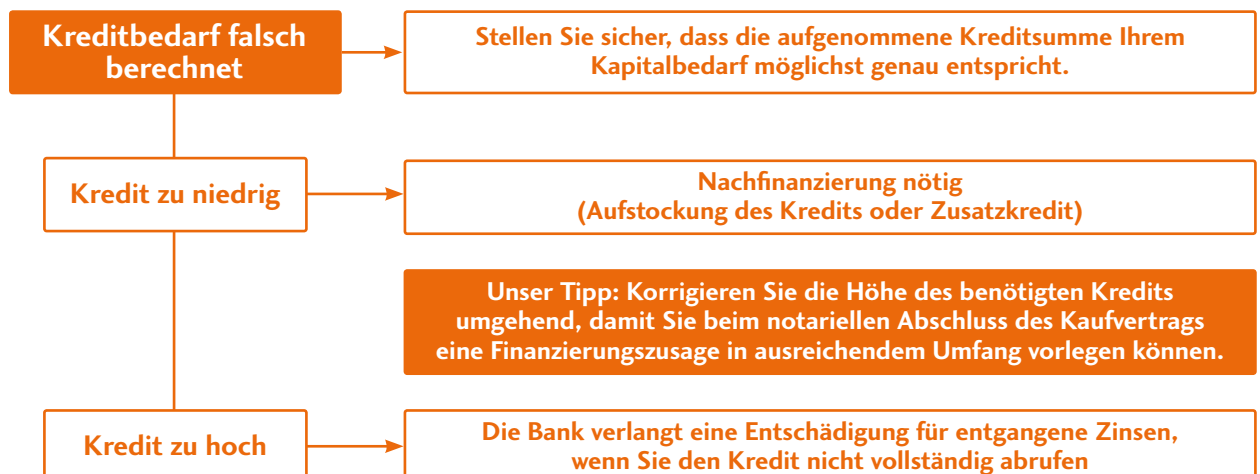 Kreditbedarf falsch
berechnet
Stellen Sie sicher, dass die aufgenommene Kreditsumme Ihrem
Kapitalbedarf möglichst genau entspricht.
Kredit zu niedrig
Nachfinanzierung nötig
(Aufstockung des Kredits oder Zusatzkredit)
Unser Tipp: Korrigieren Sie die Höhe des benötigten Kredits
umgehend, damit Sie beim notariellen Abschluss des Kaufvertrags
eine Finanzierungszusage in ausreichendem Umfang vorlegen können.
Kredit zu hoch
Die Bank verlangt eine Entschädigung für entgangene Zinsen,
wenn Sie den Kredit nicht vollständig abrufen